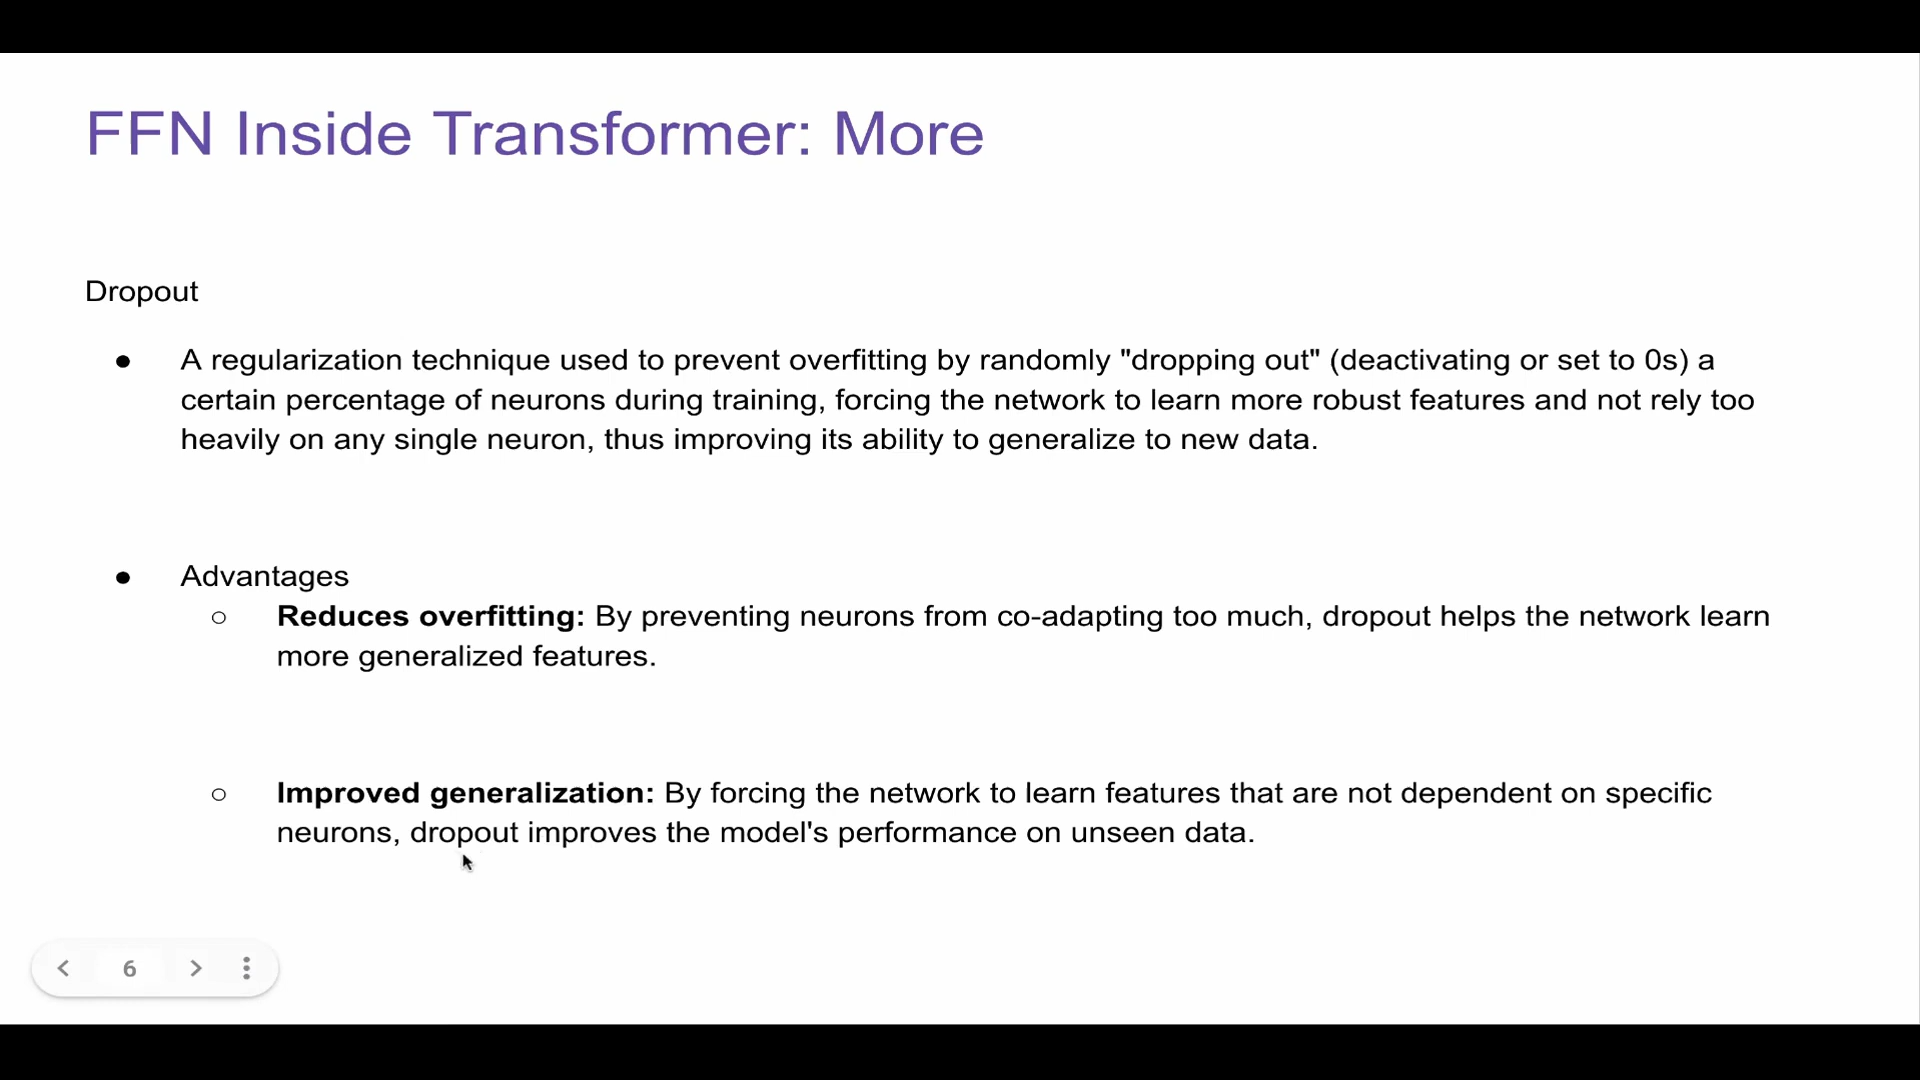 FFN Inside Transformer: More
Dropout
● A regularization technique used to prevent overfitting by randomly "dropping out" (deactivating or set to 0s) a
certain percentage of neurons during training, forcing the network to learn more robust features and not rely too
heavily on any single neuron, thus improving its ability to generalize to new data.
● Advantages
○ Reduces overfitting: By preventing neurons from co-adapting too much, dropout helps the network learn
more generalized features.
○ Improved generalization: By forcing the network to learn features that are not dependent on specific
neurons, dropout improves the model's performance on unseen data.
6